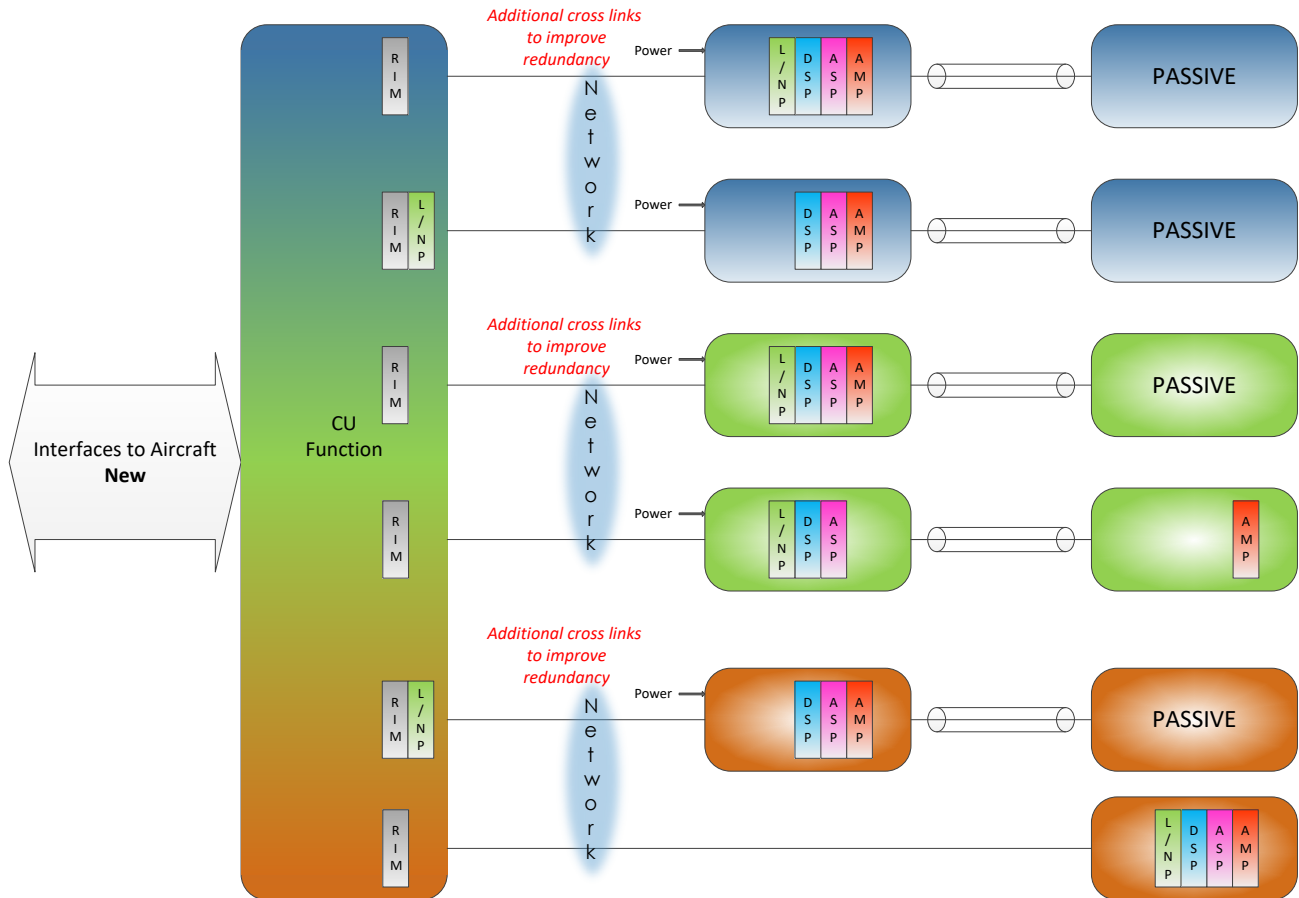 Additional cross links
to improve
redundancy
Power
RIM
Network
L/NP
DSP
ASP
AMP
PASSIVE
RIM
L/NP
Power
DSP
ASP
AMP
PASSIVE
Additional cross links
to improve
redundancy
Power
RIM
Network
L/NP
DSP
ASP
AMP
PASSIVE
CU
Function
Interfaces to Aircraft
New
RIM
Power
L/NP
DSP
ASP
AMP
Additional cross links
to improve
redundancy
Power
RIM
L/NP
Network
DSP
ASP
AMP
PASSIVE
RIM
L/NP
DSP
ASP
AMP